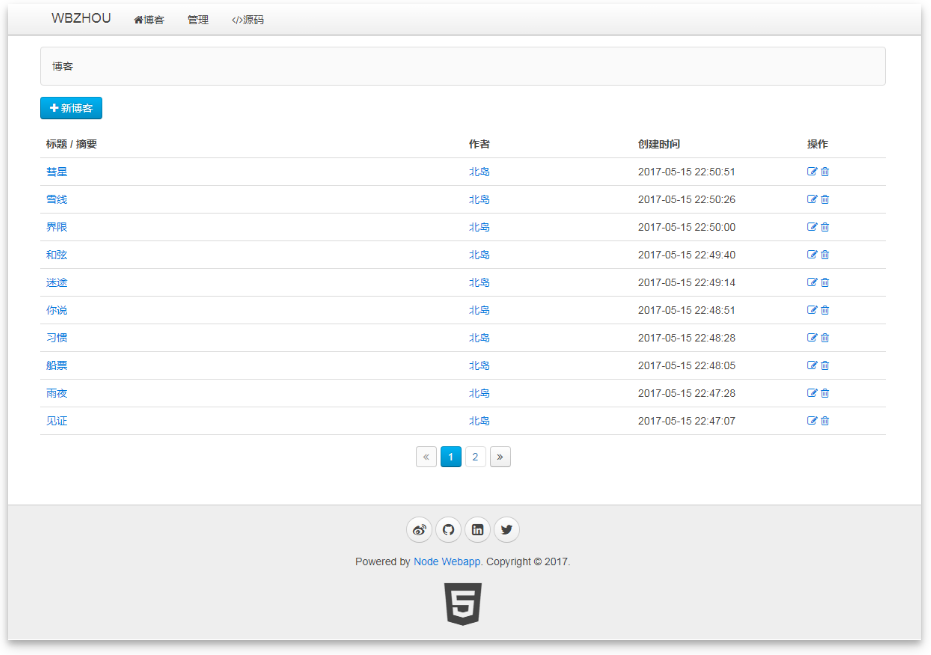 WBZHOU 博客 管理 </>源码
博客
+ 新博客
标题 / 摘要 作者 创建时间 操作
彗星 北岛 2017-05-15 22:50:51
雪线 北岛 2017-05-15 22:50:26
界限 北岛 2017-05-15 22:50:00
和弦 北岛 2017-05-15 22:49:40
迷途 北岛 2017-05-15 22:49:14
你说 北岛 2017-05-15 22:48:51
习惯 北岛 2017-05-15 22:48:28
船票 北岛 2017-05-15 22:48:05
雨夜 北岛 2017-05-15 22:47:28
见证 北岛 2017-05-15 22:47:07
« 1 2 »
Powered by Node Webapp. Copyright © 2017.
5